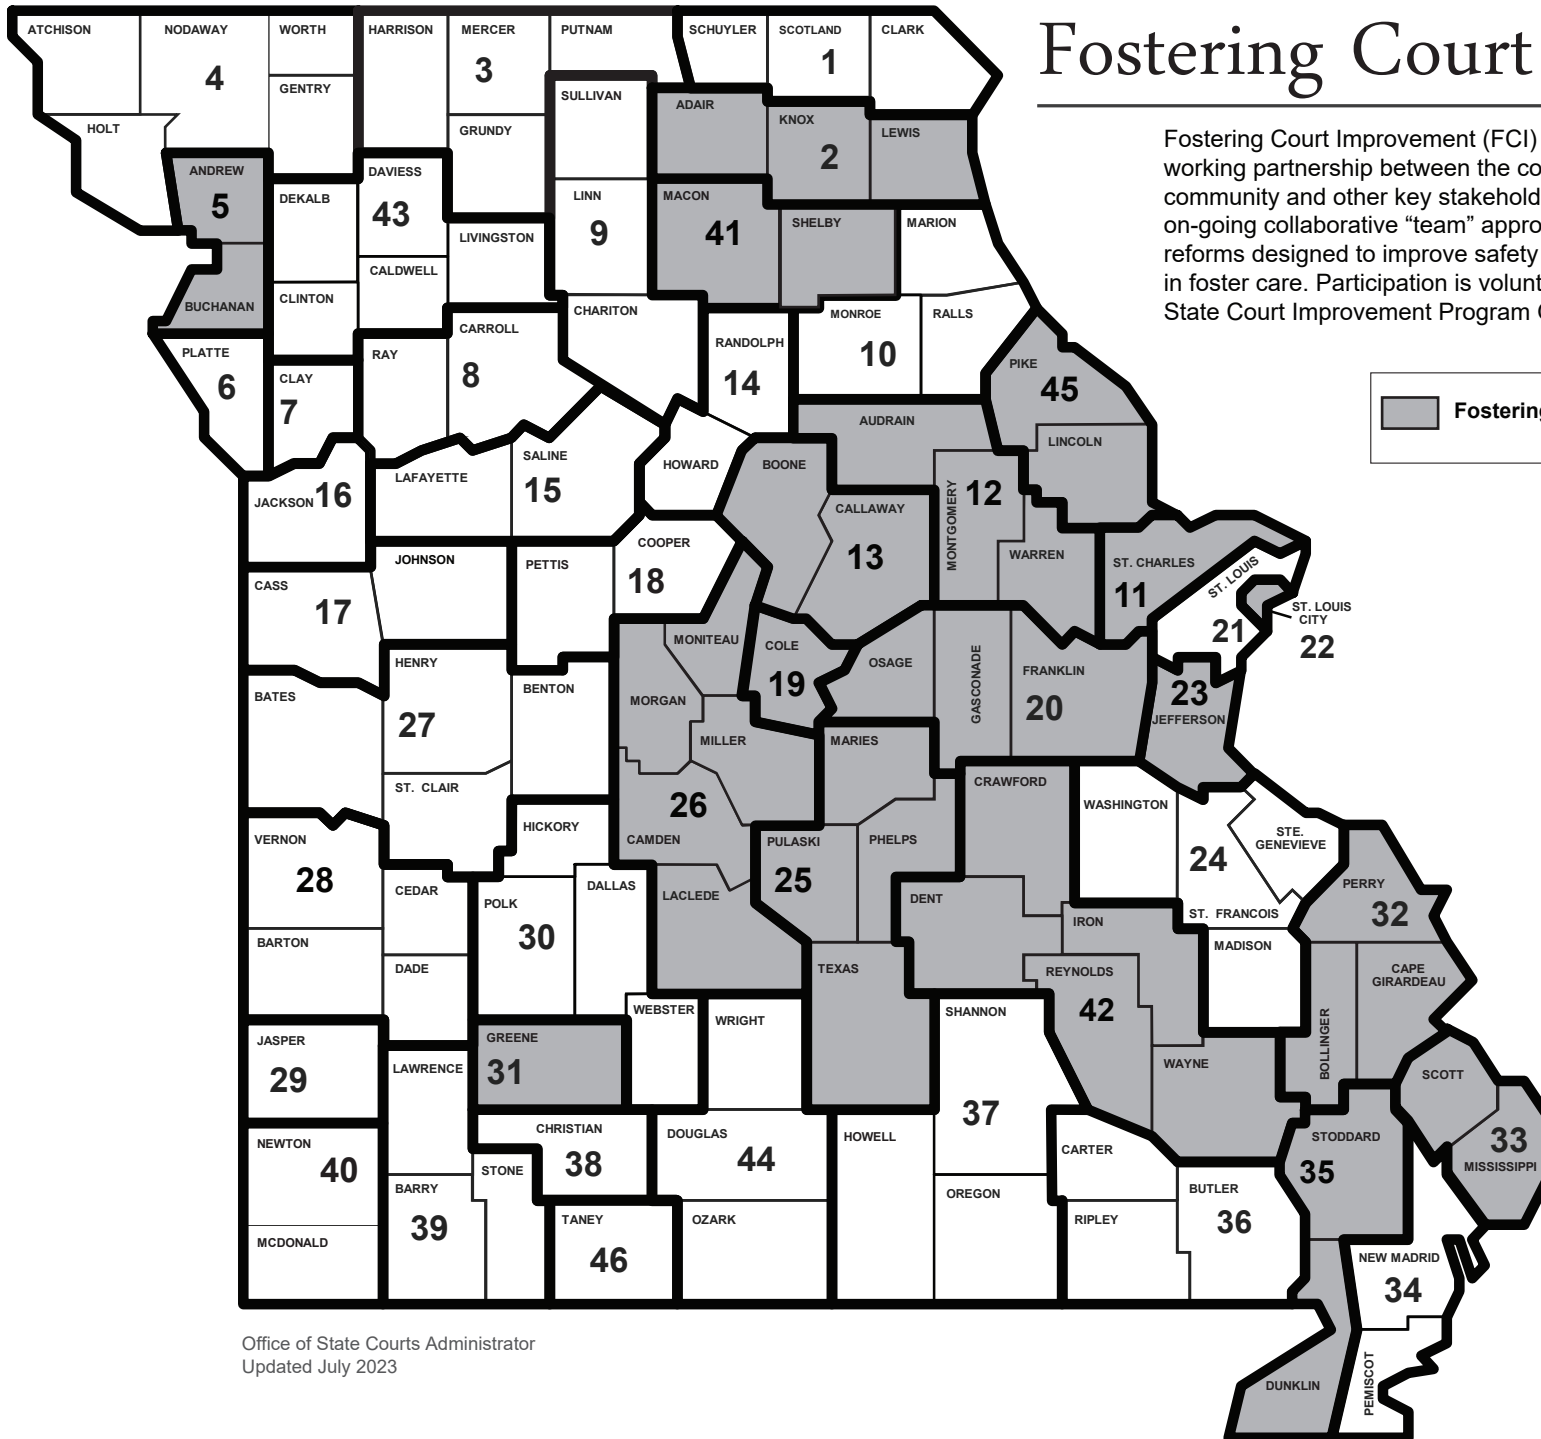 Fostering Court
Fostering Court Improvement (FCI)
working partnership between the co
community and other key stakehold
on-going collaborative “team” appro
reforms designed to improve safety
in foster care. Participation is volunt
State Court Improvement Program C
Fostering
ATCHISON
NODAWAY
WORTH
HARRISON
MERCER
PUTNAM
SCHUYLER
SCOTLAND
CLARK
4
3
1
GENTRY
SULLIVAN
ADAIR
HOLT
GRUNDY
KNOX
LEWIS
2
ANDREW
DAVIESS
5
DEKALB
43
LINN
MACON
9
41
SHELBY
MARION
LIVINGSTON
CALDWELL
BUCHANAN
CLINTON
CHARITON
MONROE
RALLS
CARROLL
PLATTE
RAY
RANDOLPH
10
6
CLAY
8
14
PIKE
45
7
AUDRAIN
LINCOLN
SALINE
HOWARD
BOONE
LAFAYETTE
15
JACKSON
16
CALLAWAY
MONTGOMERY
12
COOPER
JOHNSON
PETTIS
18
13
WARREN
ST. CHARLES
ST. LOUIS
CASS
17
11
ST. LOUIS
CITY
22
21
MONITEAU
COLE
HENRY
OSAGE
GASCONADE
FRANKLIN
19
BATES
BENTON
MORGAN
20
23
JEFFERSON
27
MILLER
MARIES
ST. CLAIR
CRAWFORD
26
WASHINGTON
HICKORY
VERNON
CAMDEN
PULASKI
PHELPS
STE.
GENEVIEVE
24
28
25
CEDAR
DALLAS
LACLEDE
DENT
PERRY
POLK
IRON
ST. FRANCOIS
32
30
BARTON
MADISON
DADE
TEXAS
REYNOLDS
CAPE
GIRARDEAU
WEBSTER
WRIGHT
SHANNON
42
JASPER
GREENE
BOLLINGER
29
LAWRENCE
31
WAYNE
SCOTT
37
CHRISTIAN
DOUGLAS
HOWELL
STODDARD
33
NEWTON
CARTER
MISSISSIPPI
40
38
44
35
STONE
BARRY
OREGON
BUTLER
39
TANEY
OZARK
RIPLEY
36
MCDONALD
46
NEW MADRID
34
DUNKLIN
PEMISCOT
Office of State Courts Administrator
Updated July 2023